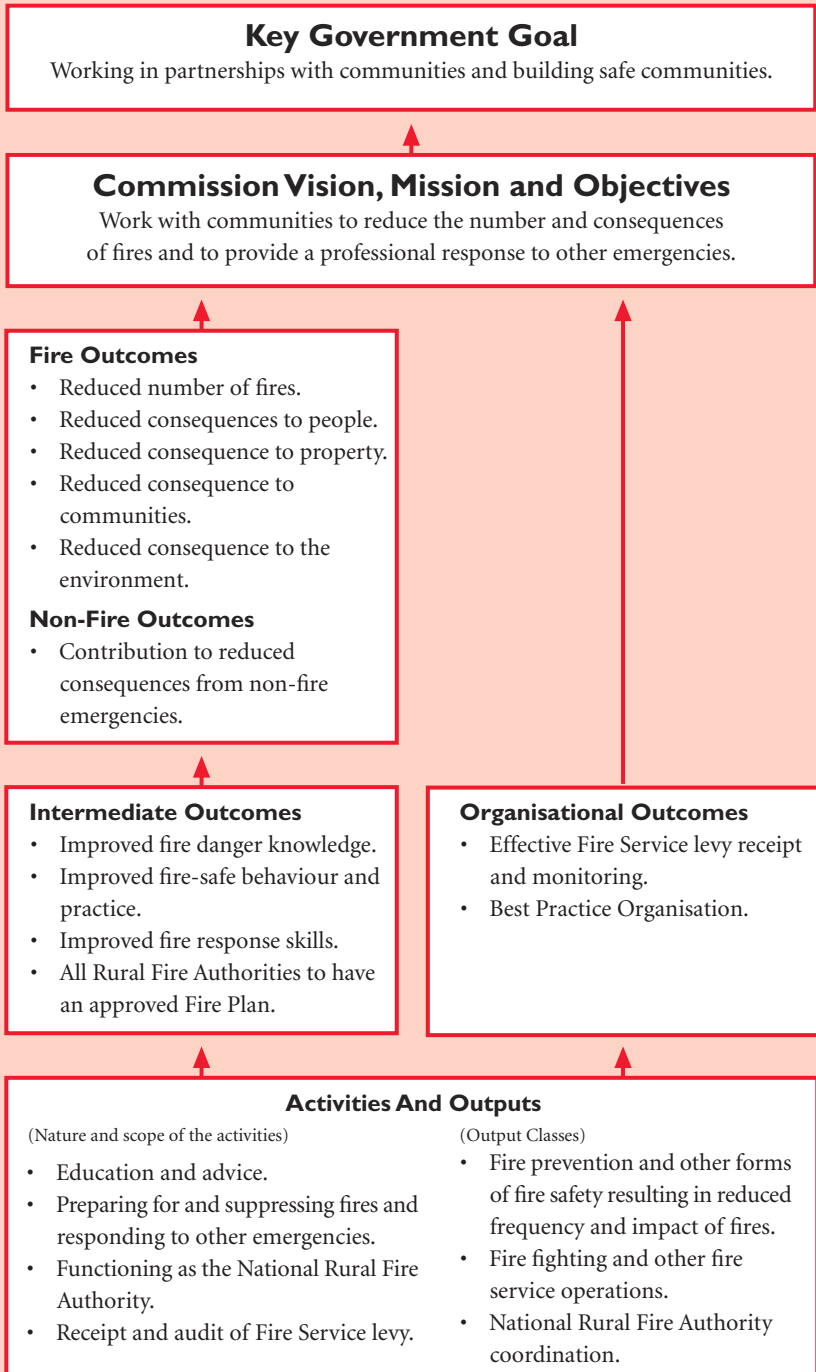 Key Government Goal
Working in partnerships with communities and building safe communities.
Commission Vision, Mission and Objectives
Work with communities to reduce the number and consequences
of fires and to provide a professional response to other emergencies.
Fire Outcomes
• Reduced number of fires.
• Reduced consequences to people.
• Reduced consequence to property.
• Reduced consequence to
communities.
• Reduced consequence to the
environment.
Non-Fire Outcomes
• Contribution to reduced
consequences from non-fire
emergencies.
Intermediate Outcomes
• Improved fire danger knowledge.
• Improved fire-safe behaviour and
practice.
• Improved fire response skills.
• All Rural Fire Authorities to have
an approved Fire Plan.
Organisational Outcomes
• Effective Fire Service levy receipt
and monitoring.
• Best Practice Organisation.
Activities And Outputs
(Nature and scope of the activities)
• Education and advice.
• Preparing for and suppressing fires and
responding to other emergencies.
• Functioning as the National Rural Fire
Authority.
• Receipt and audit of Fire Service levy.
(Output Classes)
• Fire prevention and other forms
of fire safety resulting in reduced
frequency and impact of fires.
• Fire fighting and other fire
service operations.
• National Rural Fire Authority
coordination.